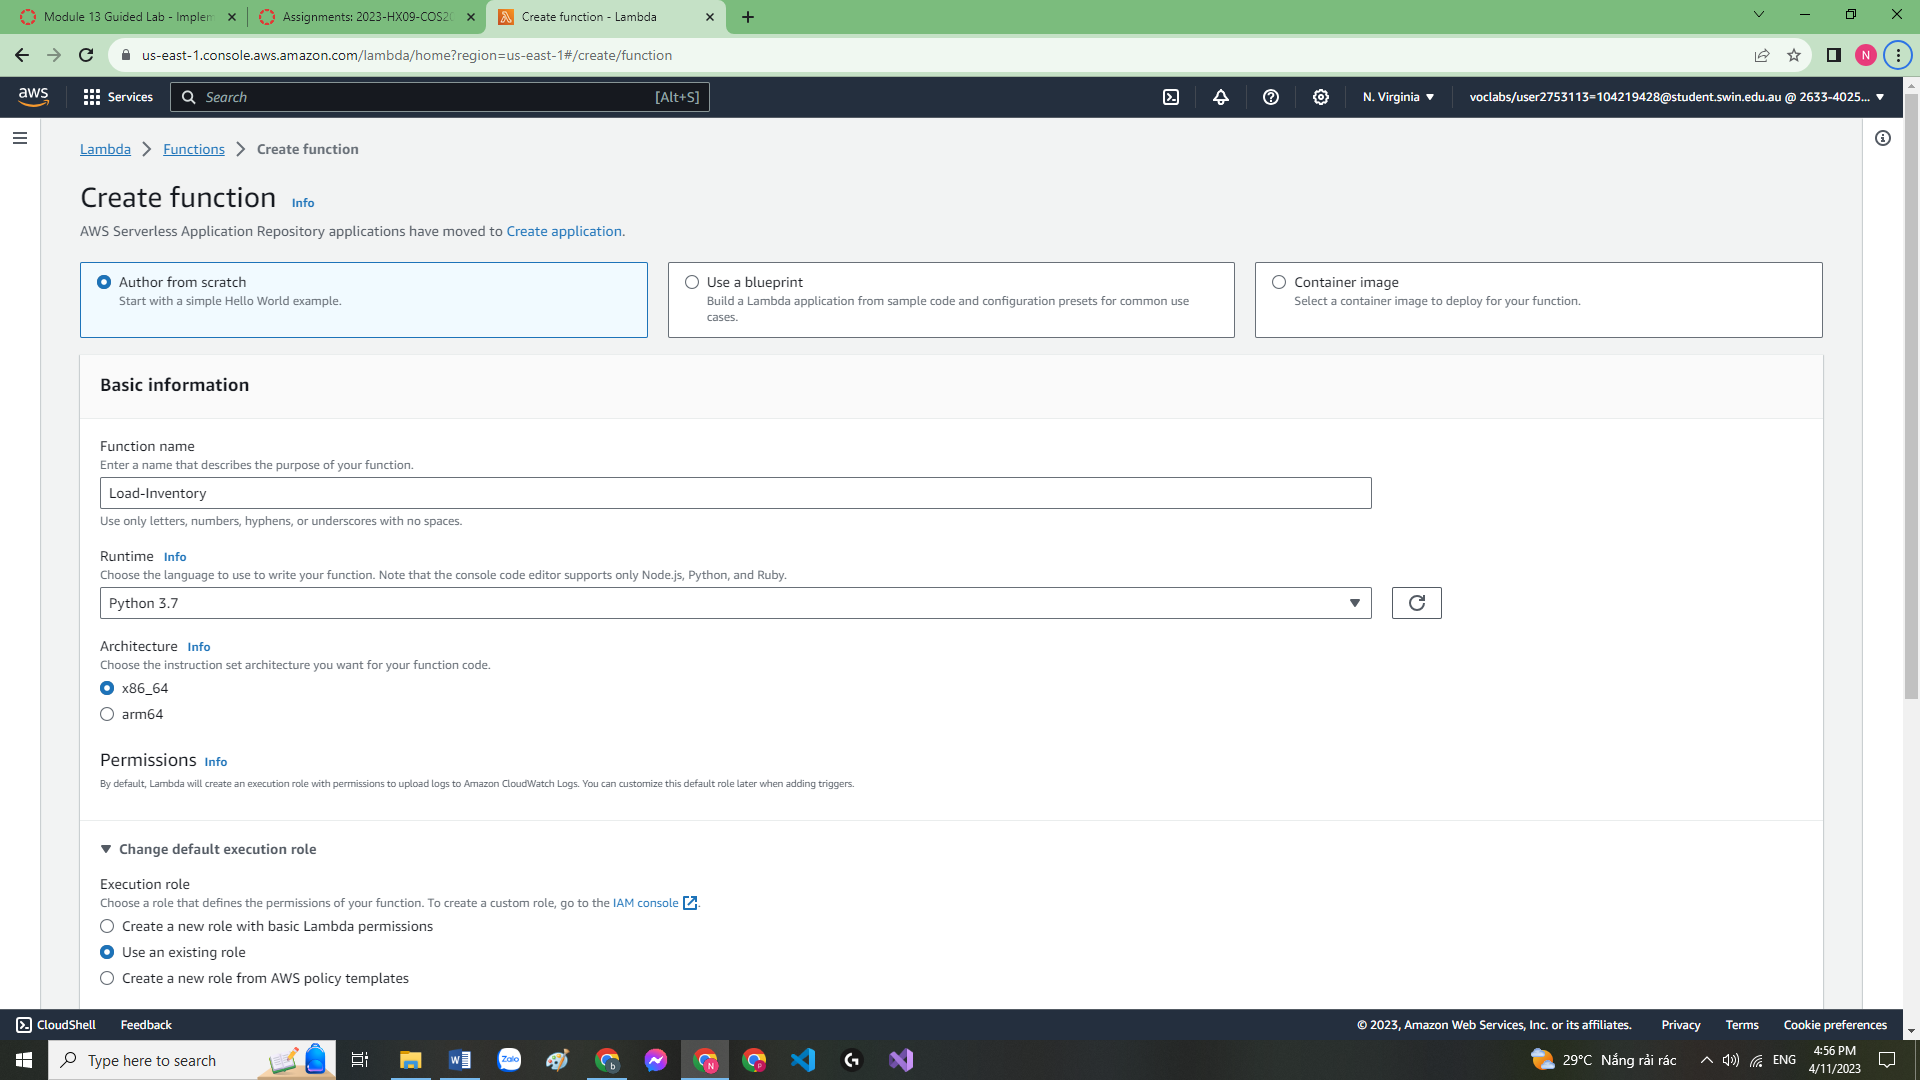 Module 13 Guided Lab - Implem
Assignments: 2023-HX09-COS2
Create function - Lambda
us-east-1.console.aws.amazon.com/lambda/home?region=us-east-1#/create/function
N
aws
Services
Search
[Alt+S]
N. Virginia
voclabs/user2753113=104219428@student.swin.edu.au @ 2633-4025...
Lambda > Functions > Create function
Create function Info
AWS Serverless Application Repository applications have moved to Create application.
Author from scratch
Start with a simple Hello World example.
Use a blueprint
Build a Lambda application from sample code and configuration presets for common use
cases.
Container image
Select a container image to deploy for your function.
Basic information
Function name
Enter a name that describes the purpose of your function.
Load-Inventory
Use only letters, numbers, hyphens, or underscores with no spaces.
Runtime Info
Choose the language to use to write your function. Note that the console code editor supports only Node.js, Python, and Ruby.
Python 3.7
Architecture Info
Choose the instruction set architecture you want for your function code.
x86_64
arm64
Permissions Info
By default, Lambda will create an execution role with permissions to upload logs to Amazon CloudWatch Logs. You can customize this default role later when adding triggers.
Change default execution role
Execution role
Choose a role that defines the permissions of your function. To create a custom role, go to the IAM console.
Create a new role with basic Lambda permissions
Use an existing role
Create a new role from AWS policy templates
CloudShell
Feedback
© 2023, Amazon Web Services, Inc. or its affiliates.
Privacy
Terms
Cookie preferences
Type here to search
Zalo
29°C Nắng rải rác
ENG
4:56 PM
4/11/2023